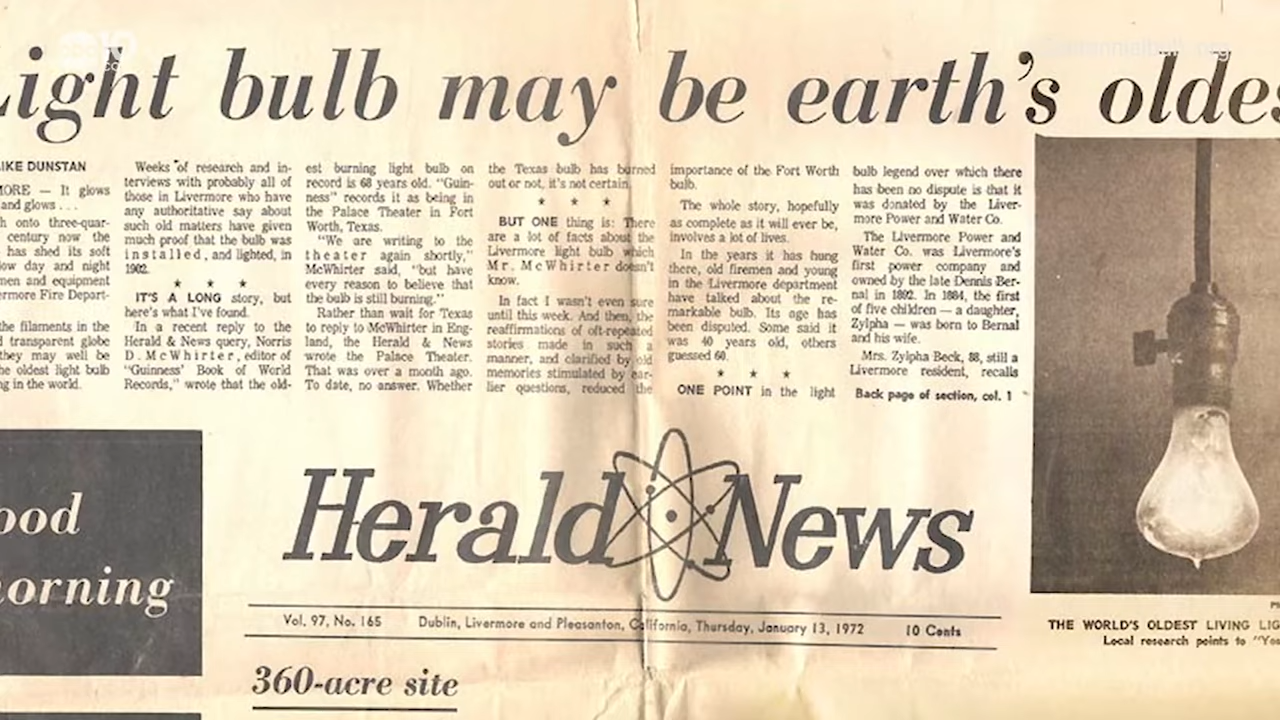 Light bulb may be earth's oldes
IKE DUNSTAN
MORE — It glows
and glows . . .
h onto three-quar-
century now the
has shed its soft
low day and night
men and equipment
ermore Fire Depart-
the filaments in the
d transparent globe
they may well be
he oldest light bulb
ng in the world.
Weeks of research and in-
terviews with probably all of
those in Livermore who have
any authoritative say about
such old matters have given
much proof that the bulb was
installed, and lighted, in
1902.
★ ★ ★
IT'S A LONG story, but
here's what I've found.
In a recent reply to the
Herald & News query, Norris
D. McWhirter, editor of
"Guinness' Book of World
Records," wrote that the old-
est burning light bulb on
record is 68 years old. "Guin-
ness" records it as being in
the Palace Theater in Fort
Worth, Texas.
"We are writing to the
theater again shortly,"
McWhirter said, "but have
every reason to believe that
the bulb is still burning."
Rather than wait for Texas
to reply to McWhirter in Eng-
land, the Herald & News
wrote the Palace Theater.
That was over a month ago.
To date, no answer. Whether
the Texas bulb has burned
out or not, it's not certain.
★ ★ ★
BUT ONE thing is: There
are a lot of facts about the
Livermore light bulb which
Mr. McWhirter doesn't
know.
In fact I wasn't even sure
until this week. And then, the
reaffirmations of oft-repeated
stories made in such a
manner, and clarified by old
memories stimulated by ear-
lier questions, reduced the
importance of the Fort Worth
bulb.
The whole story, hopefully
as complete as it will ever be,
involves a lot of lives.
In the years it has hung
there, old firemen and young
in the Livermore department
have talked about the re-
markable bulb. Its age has
been disputed. Some said it
was 40 years old, others
guessed 60.
★ ★ ★
ONE POINT in the light
bulb legend over which there
has been no dispute is that it
was donated by the Liver-
more Power and Water Co.
The Livermore Power and
Water Co. was Livermore's
first power company and
owned by the late Dennis Ber-
nal in 1892. In 1884, the first
of five children — a daughter,
Zylpha — was born to Bernal
and his wife.
Mrs. Zylpha Beck, 88, still a
Livermore resident, recalls
Back page of section, col. 1
THE WORLD'S OLDEST LIVING LIG
Local research points to "Yes
ood
morning
Herald News
Vol. 97, No. 165 Dublin, Livermore and Pleasanton, California, Thursday, January 13, 1972 10 Cents
360-acre site